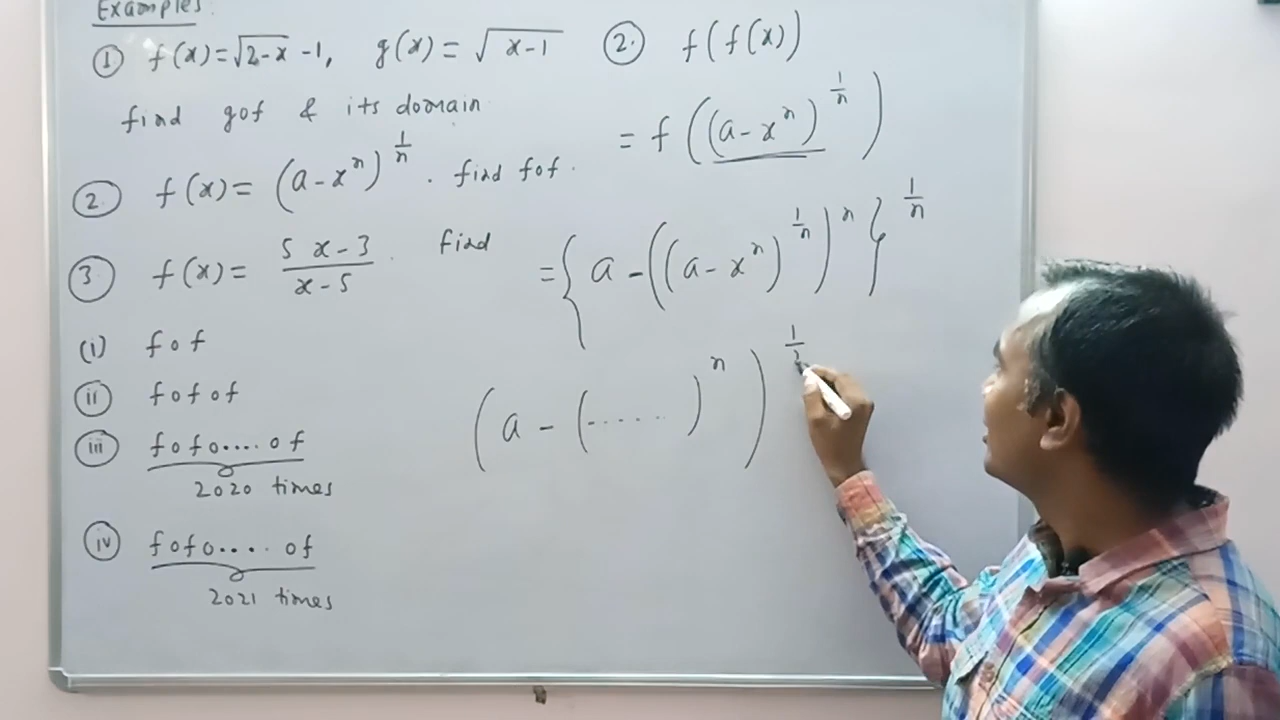 Examples:
① f(x)=√(2-x) -1, g(x)= √(x-1)
find gof & its domain
② f(x)= (a-xⁿ)^(1/n). find fof.
③ f(x)= (5x-3)/(x-5). find
(i) fof
(ii) fofof
(iii) fofo....of
2020 times
(iv) fofo....of
2021 times
②. f(f(x))
= f((a-xⁿ)^(1/n))
={a-((a-xⁿ)^(1/n))ⁿ}^(1/n)
(a-(......)ⁿ)^(1/